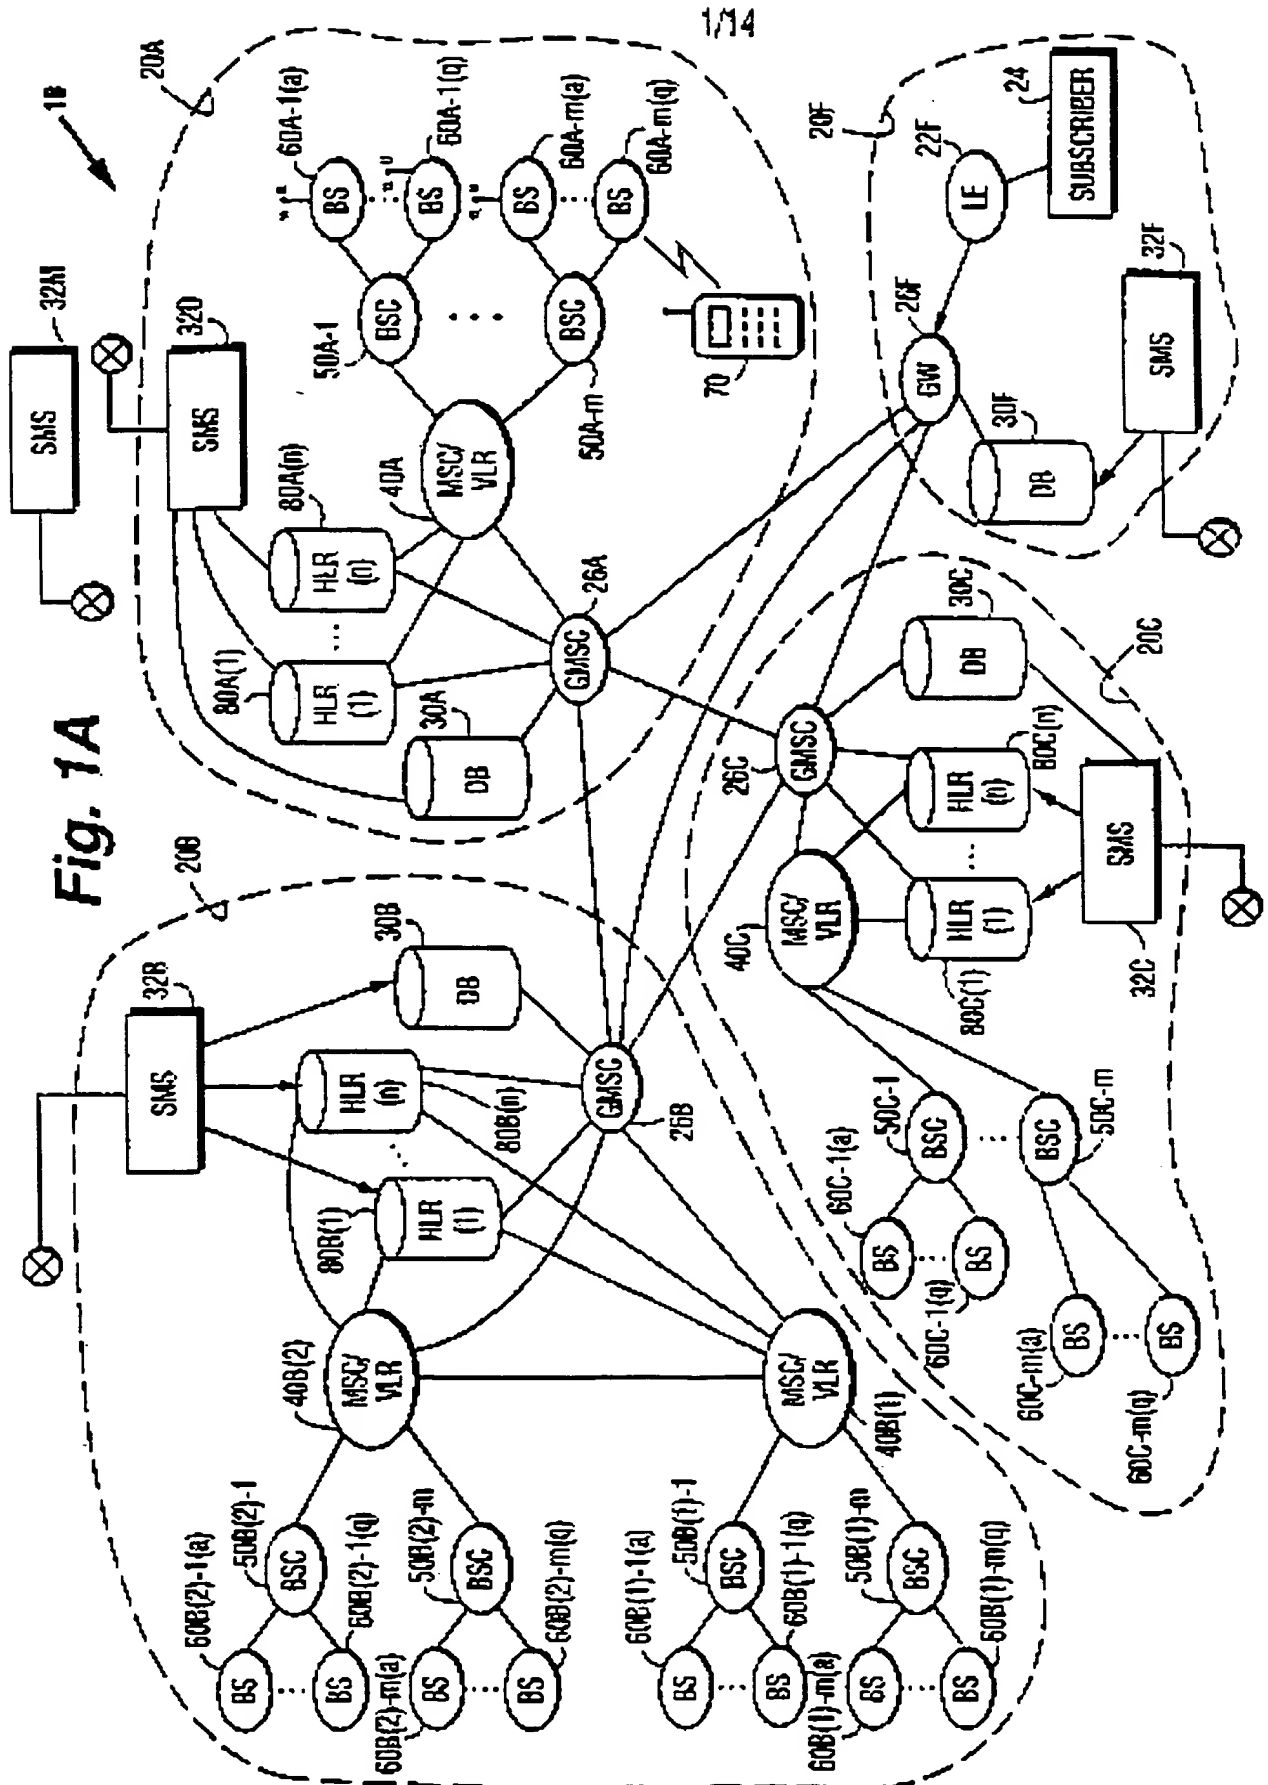 1/14
Fig. 1A
18
20A
SMS
32M
SMS
32D
HLR
(n)
80A(n)
HLR
(1)
80A(1)
DB
30A
MSC/
VLR
40A
GMSC
26A
BSC
50A-1
BSC
50A-m
BS
60A-1(a)
BS
60A-1(q)
BS
60A-m(a)
BS
60A-m(q)
70
20B
SMS
DB
30B
HLR
(n)
80B(n)
HLR
(1)
80B(1)
GMSC
26B
MSC/
VLR
40B(2)
MSC/
VLR
40B(1)
BSC
50B(2)-1
BS
60B(2)-1(a)
BS
60B(2)-1(q)
BSC
50B(2)-m
BS
60B(2)-m(a)
BS
60B(2)-m(q)
BSC
50B(1)-1
BS
60B(1)-1(a)
BS
60B(1)-1(q)
BSC
50B(1)-m
BS
60B(1)-m(a)
BS
60B(1)-m(q)
20C
GMSC
26C
DB
30C
MSC/
VLR
40C
HLR
(n)
80C(n)
HLR
(1)
80C(1)
SMS
32C
BSC
50C-1
BS
60C-1(a)
BS
60C-1(q)
BSC
50C-m
BS
60C-m(a)
BS
60C-m(q)
20F
LE
22F
SUBSCRIBER
24
GW
26F
DB
30F
SMS
32F